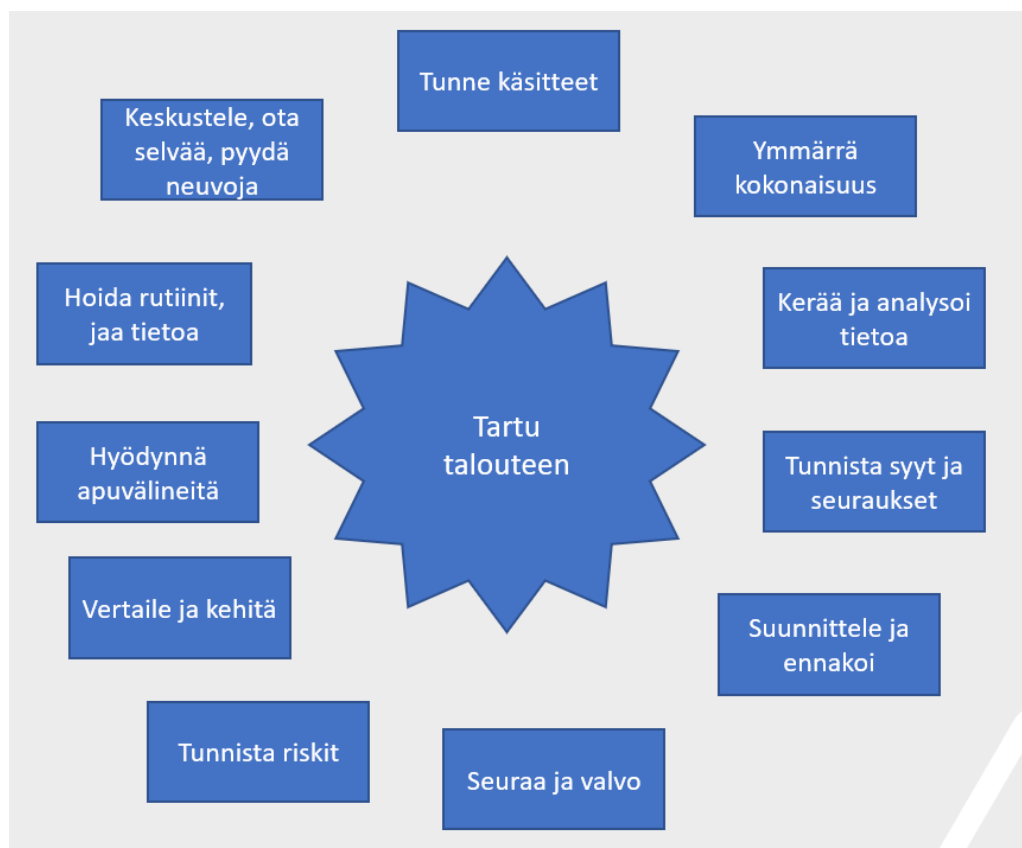 Tunne käsitteet
Ymmärrä
kokonaisuus
Kerää ja analysoi
tietoa
Tunnista syyt ja
seuraukset
Suunnittele ja
ennakoi
Seuraa ja valvo
Tunnista riskit
Vertaile ja kehitä
Hyödynnä
apuvälineitä
Hoida rutiinit,
jaa tietoa
Keskustele, ota
selvää, pyydä
neuvoja
Tartu
talouteen